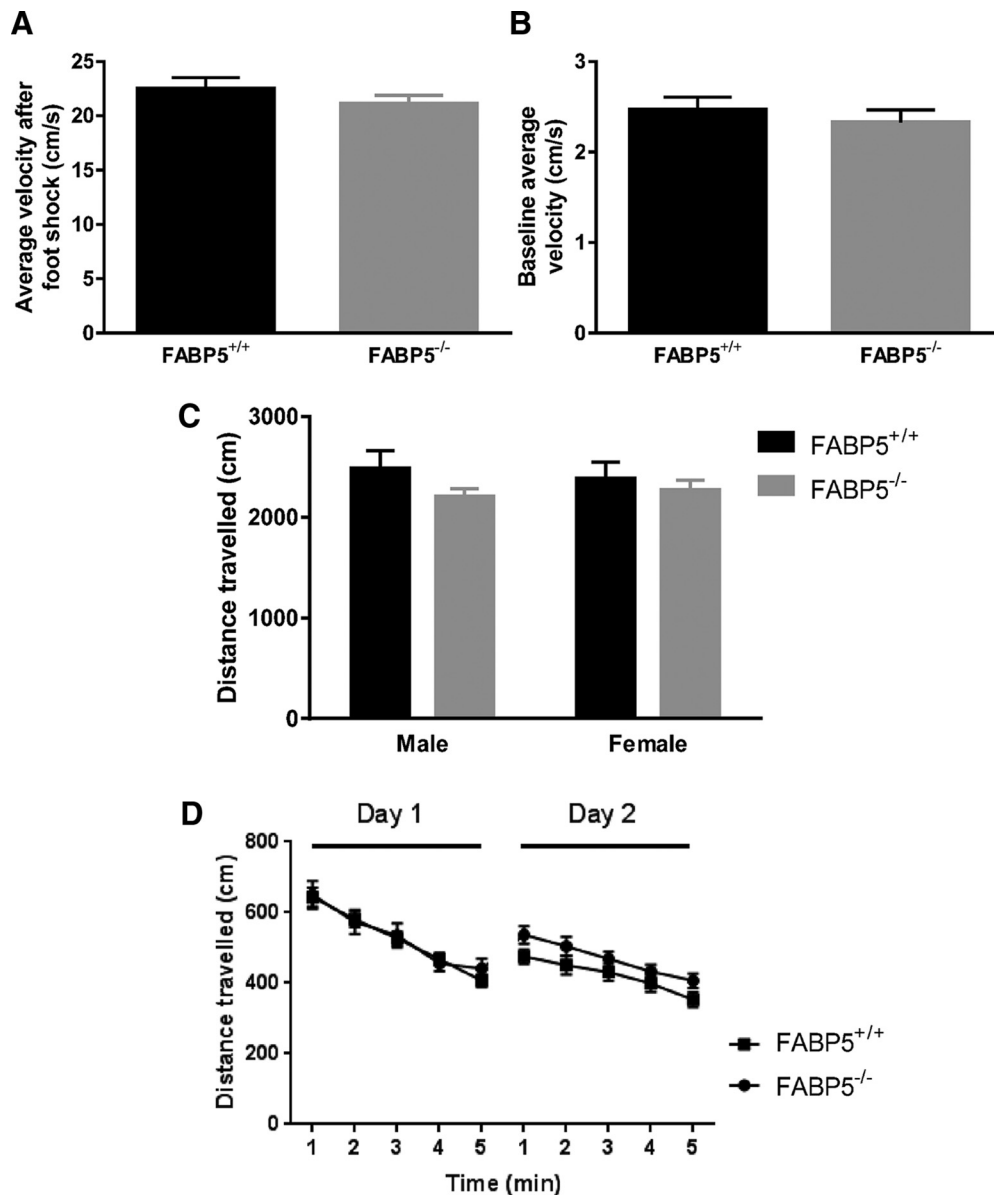 A
Average velocity after
foot shock (cm/s)
25
20
15
10
5
0
FABP5+/+
FABP5-/-
B
Baseline average
velocity (cm/s)
3
2
1
0
FABP5+/+
FABP5-/-
C
Distance travelled (cm)
3000
2000
1000
0
Male
Female
FABP5+/+
FABP5-/-
D
Day 1
Day 2
Distance travelled (cm)
800
600
400
200
0
1 2 3 4 5 1 2 3 4 5
Time (min)
FABP5+/+
FABP5-/-